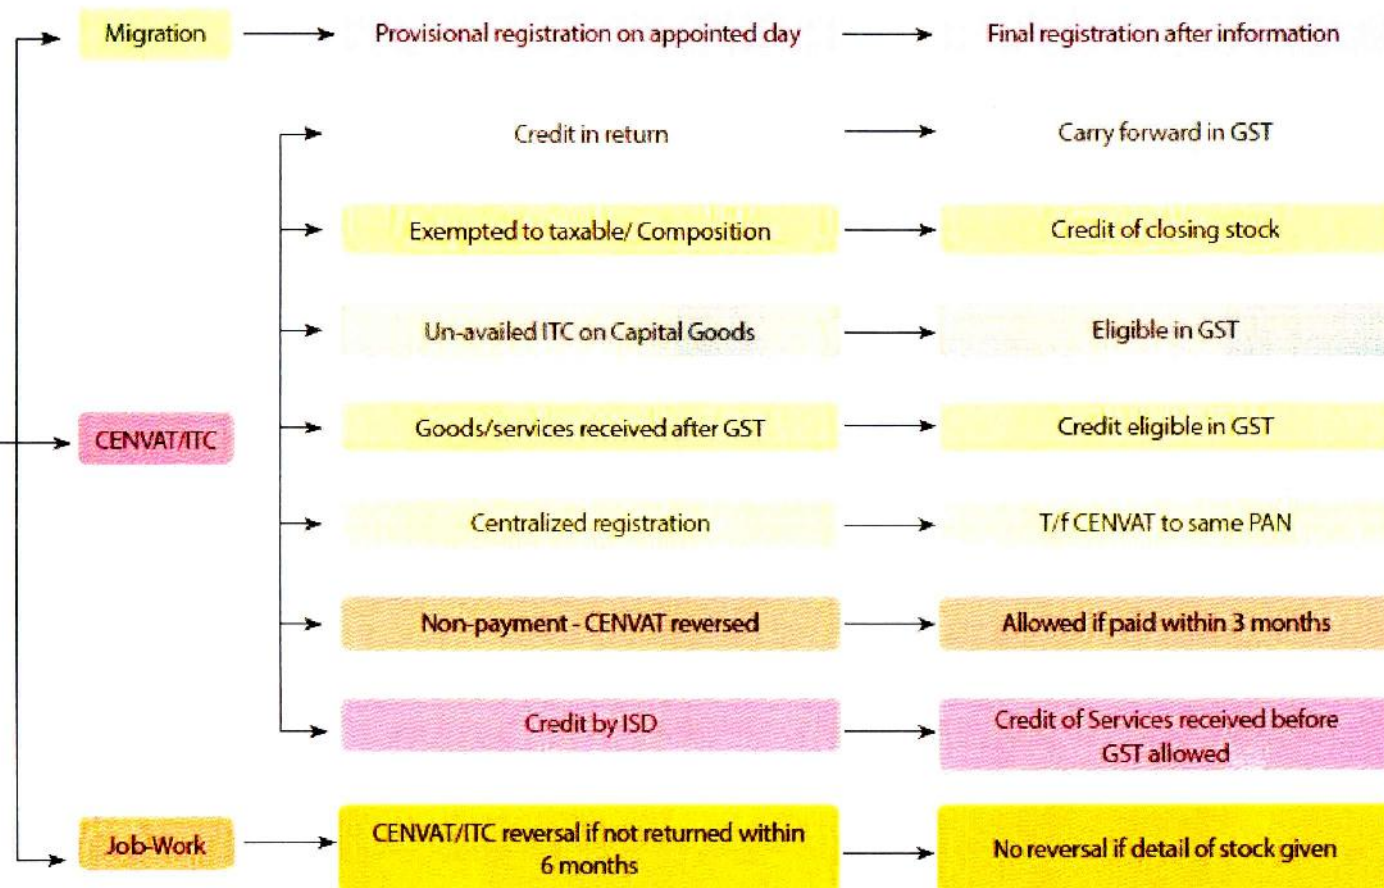 Migration
Provisional registration on appointed day
Final registration after information
Credit in return
Carry forward in GST
Exempted to taxable/ Composition
Credit of closing stock
Un-availed ITC on Capital Goods
Eligible in GST
CENVAT/ITC
Goods/services received after GST
Credit eligible in GST
Centralized registration
T/f CENVAT to same PAN
Non-payment - CENVAT reversed
Allowed if paid within 3 months
Credit by ISD
Credit of Services received before
GST allowed
Job-Work
CENVAT/ITC reversal if not returned within
6 months
No reversal if detail of stock given